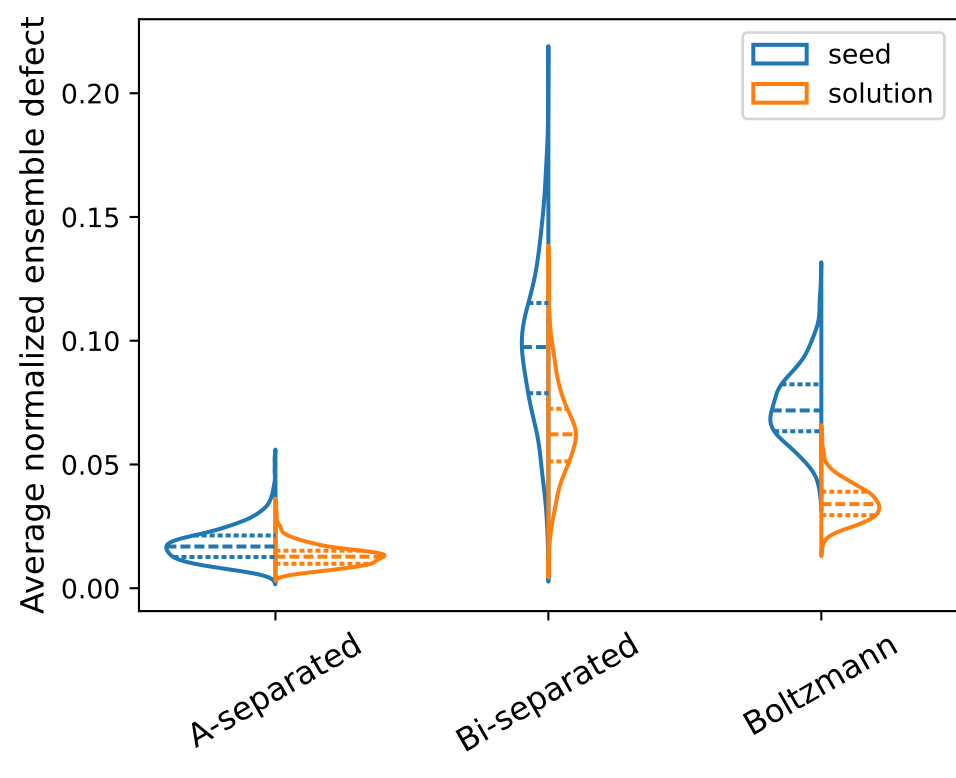 Average normalized ensemble defect
0.20
0.15
0.10
0.05
0.00
seed
solution
A-separated
Bi-separated
Boltzmann